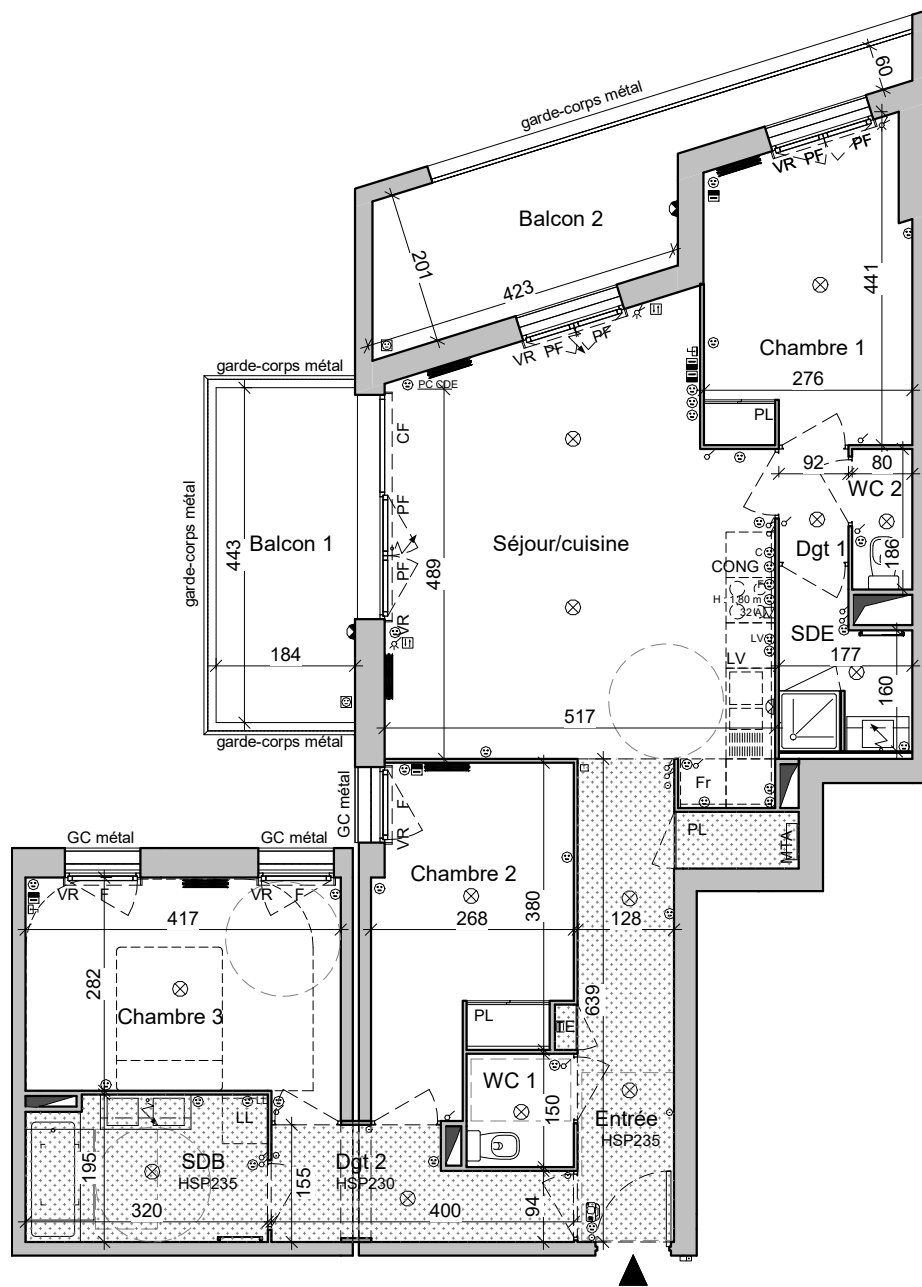 60
garde-corps métal
VR PF PF
Balcon 2
201
423
441
VR PF PF
Chambre 1
276
PL
garde-corps métal
PC CDE
CF
92
80
WC 2
garde-corps métal
443
Balcon 1
PF
489
Séjour/cuisine
Dgt 1
186
CONG
C
PF
F
H - 1.80 m
32 A
VR
LV
SDE
184
LV
177
160
517
garde-corps métal
GC métal
F
VR
Fr
PL
MTA
GC métal
GC métal
Chambre 2
VR F
VR F
417
268
380
128
282
Chambre 3
639
PL
TE
WC 1
150
LL
Entrée
HSP235
SDB
HSP235
195
Dgt 2
HSP230
155
320
400
94